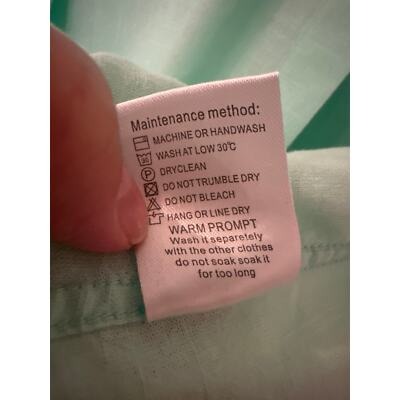 Maintenance method:
MACHINE OR HANDWASH
30 WASH AT LOW 30℃
P DRYCLEAN
DO NOT TRUMBLE DRY
DO NOT BLEACH
HANG OR LINE DRY
WARM PROMPT
Wash it separetely
with the other clothes
do not soak soak it
for too long